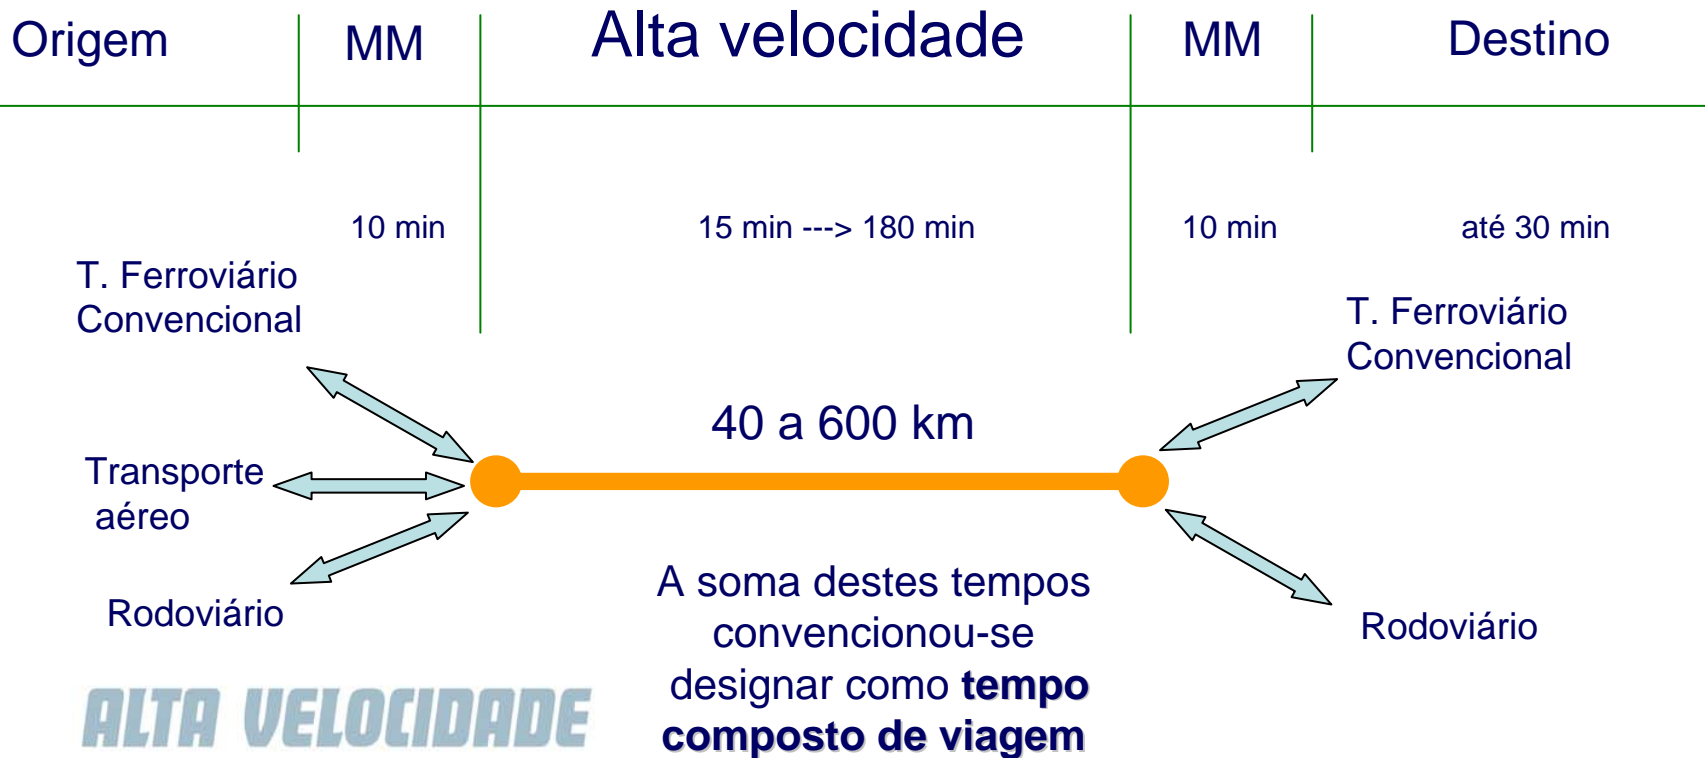 Origem
MM
Alta velocidade
MM
Destino
10 min
15 min ---> 180 min
10 min
até 30 min
T. Ferroviário
Convencional
T. Ferroviário
Convencional
40 a 600 km
Transporte
aéreo
Rodoviário
Rodoviário
A soma destes tempos
convencionou-se
designar como tempo
composto de viagem
ALTA VELOCIDADE